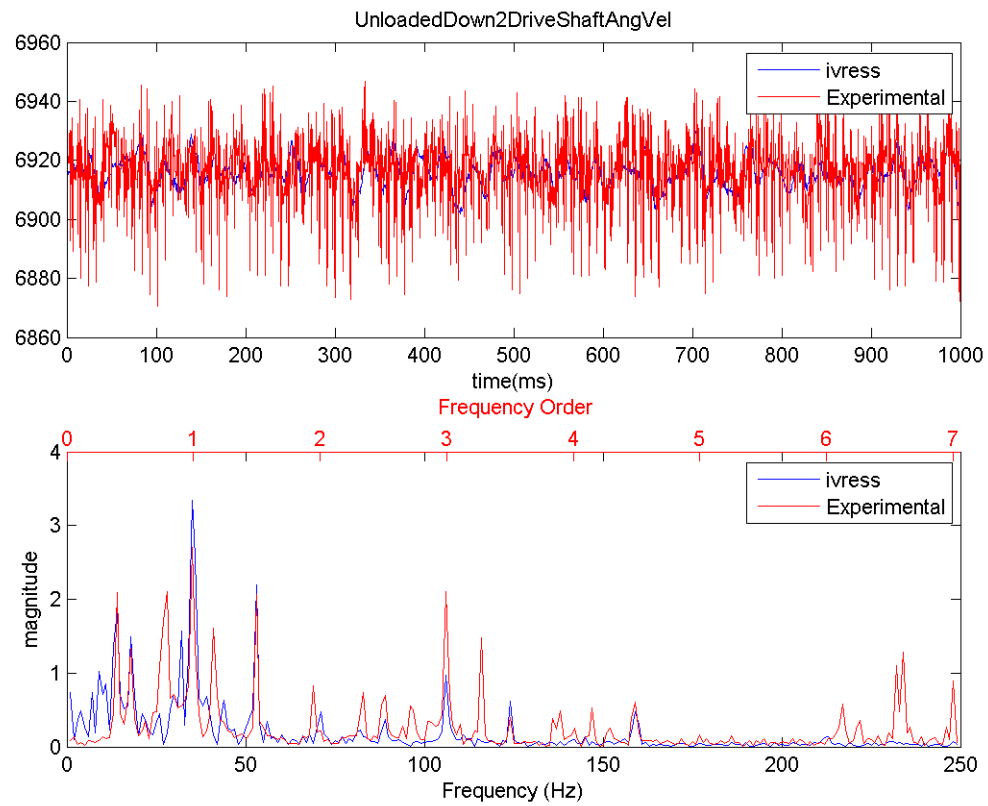 UnloadedDown2DriveShaftAngVel
6960
6940
6920
6900
6880
6860
ivress
Experimental
0 100 200 300 400 500 600 700 800 900 1000
time(ms)
Frequency Order
0 1 2 3 4 5 6 7
4
3
2
1
0
magnitude
ivress
Experimental
0 50 100 150 200 250
Frequency (Hz)